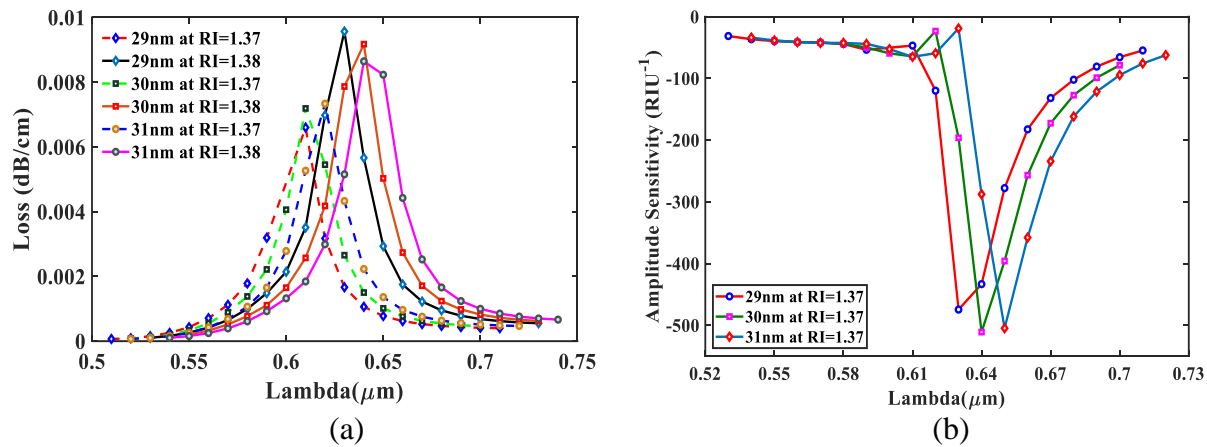 0.01
0.008
0.006
0.004
0.002
0
Loss (dB/cm)
29nm at RI=1.37
29nm at RI=1.38
30nm at RI=1.37
30nm at RI=1.38
31nm at RI=1.37
31nm at RI=1.38
0.5 0.55 0.6 0.65 0.7
Lambda(μm)
(a)
0
-100
-200
-300
-400
-500
Amplitude Sensitivity (RIU⁻¹)
29nm at RI=1.37
30nm at RI=1.37
31nm at RI=1.37
0.52 0.55 0.58 0.61 0.64 0.67 0.7 0.73
Lambda(μm)
(b)